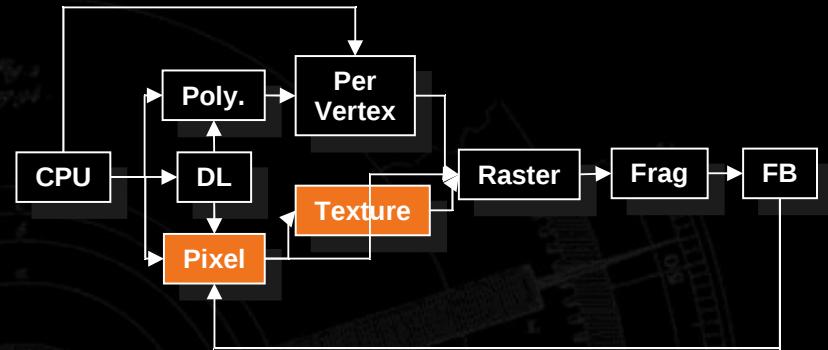 Per
Vertex
Poly.
CPU
DL
Raster
Frag
FB
Texture
Pixel